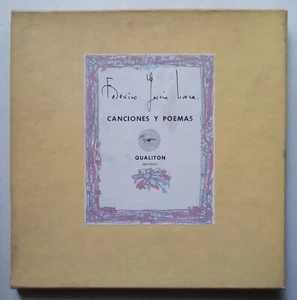 Federico García Lorca
CANCIONES Y POEMAS
QUALITON